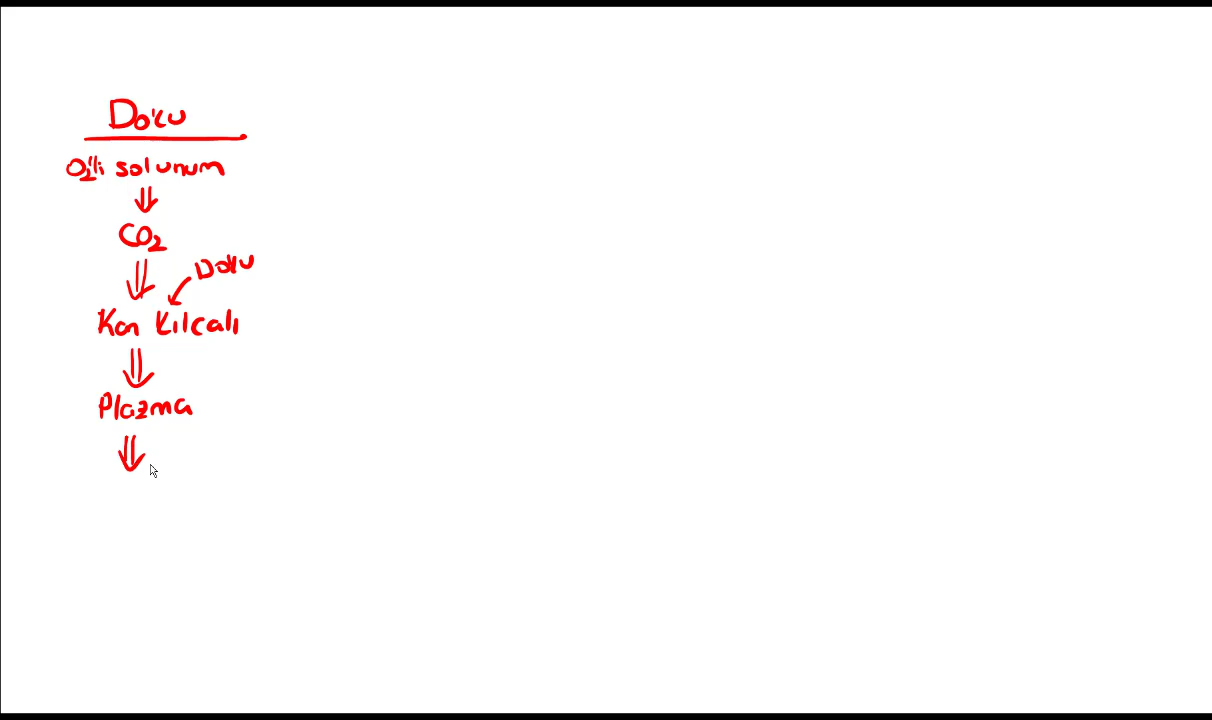 Doku
O₂'li solunum
⇓
CO₂
⇓ Doku
Kan Kılcalı
⇓
Plazma
⇓